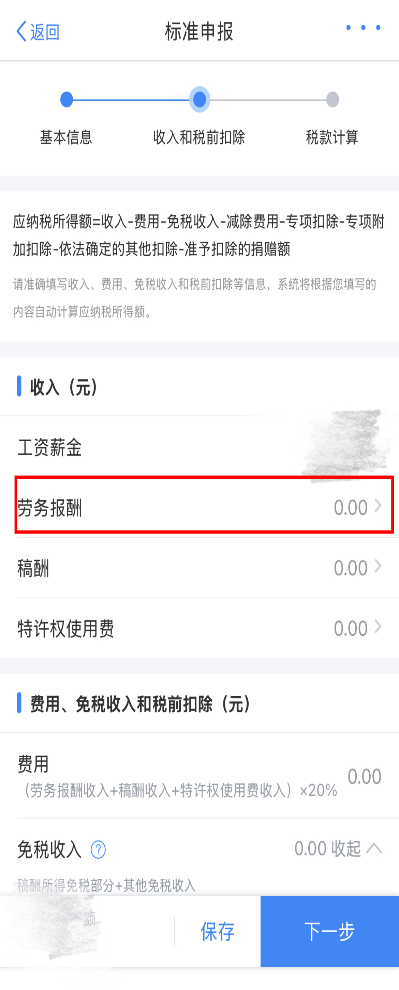 返回
标准申报
基本信息
收入和税前扣除
税款计算
应纳税所得额=收入-费用-免税收入-减除费用-专项扣除-专项附
加扣除-依法确定的其他扣除-准予扣除的捐赠额
请准确填写收入、费用、免税收入和税前扣除等信息，系统将根据您填写的
内容自动计算应纳税所得额。
收入（元）
工资薪金
劳务报酬 0.00
稿酬 0.00
特许权使用费 0.00
费用、免税收入和税前扣除（元）
费用 0.00
（劳务报酬收入+稿酬收入+特许权使用费收入）×20%
免税收入 ? 0.00 收起
稿酬所得免税部分+其他免税收入
保存
下一步